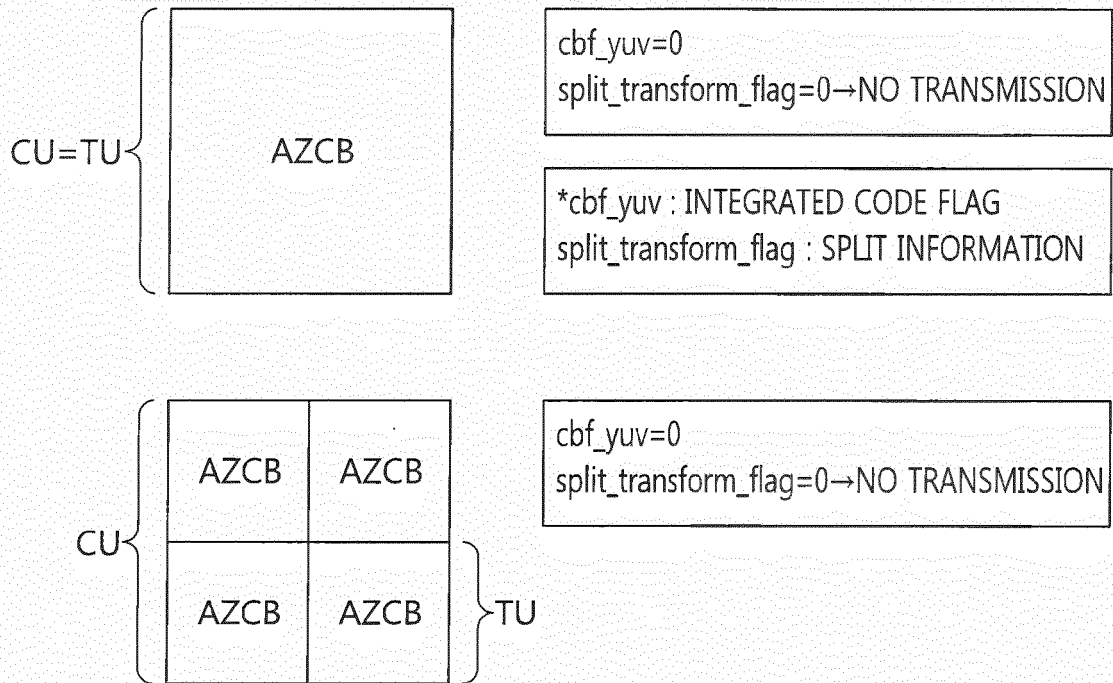 cbf_yuv=0
split_transform_flag=0→NO TRANSMISSION
CU=TU
AZCB
*cbf_yuv : INTEGRATED CODE FLAG
split_transform_flag : SPLIT INFORMATION
AZCB AZCB
cbf_yuv=0
split_transform_flag=0→NO TRANSMISSION
CU
AZCB AZCB
TU